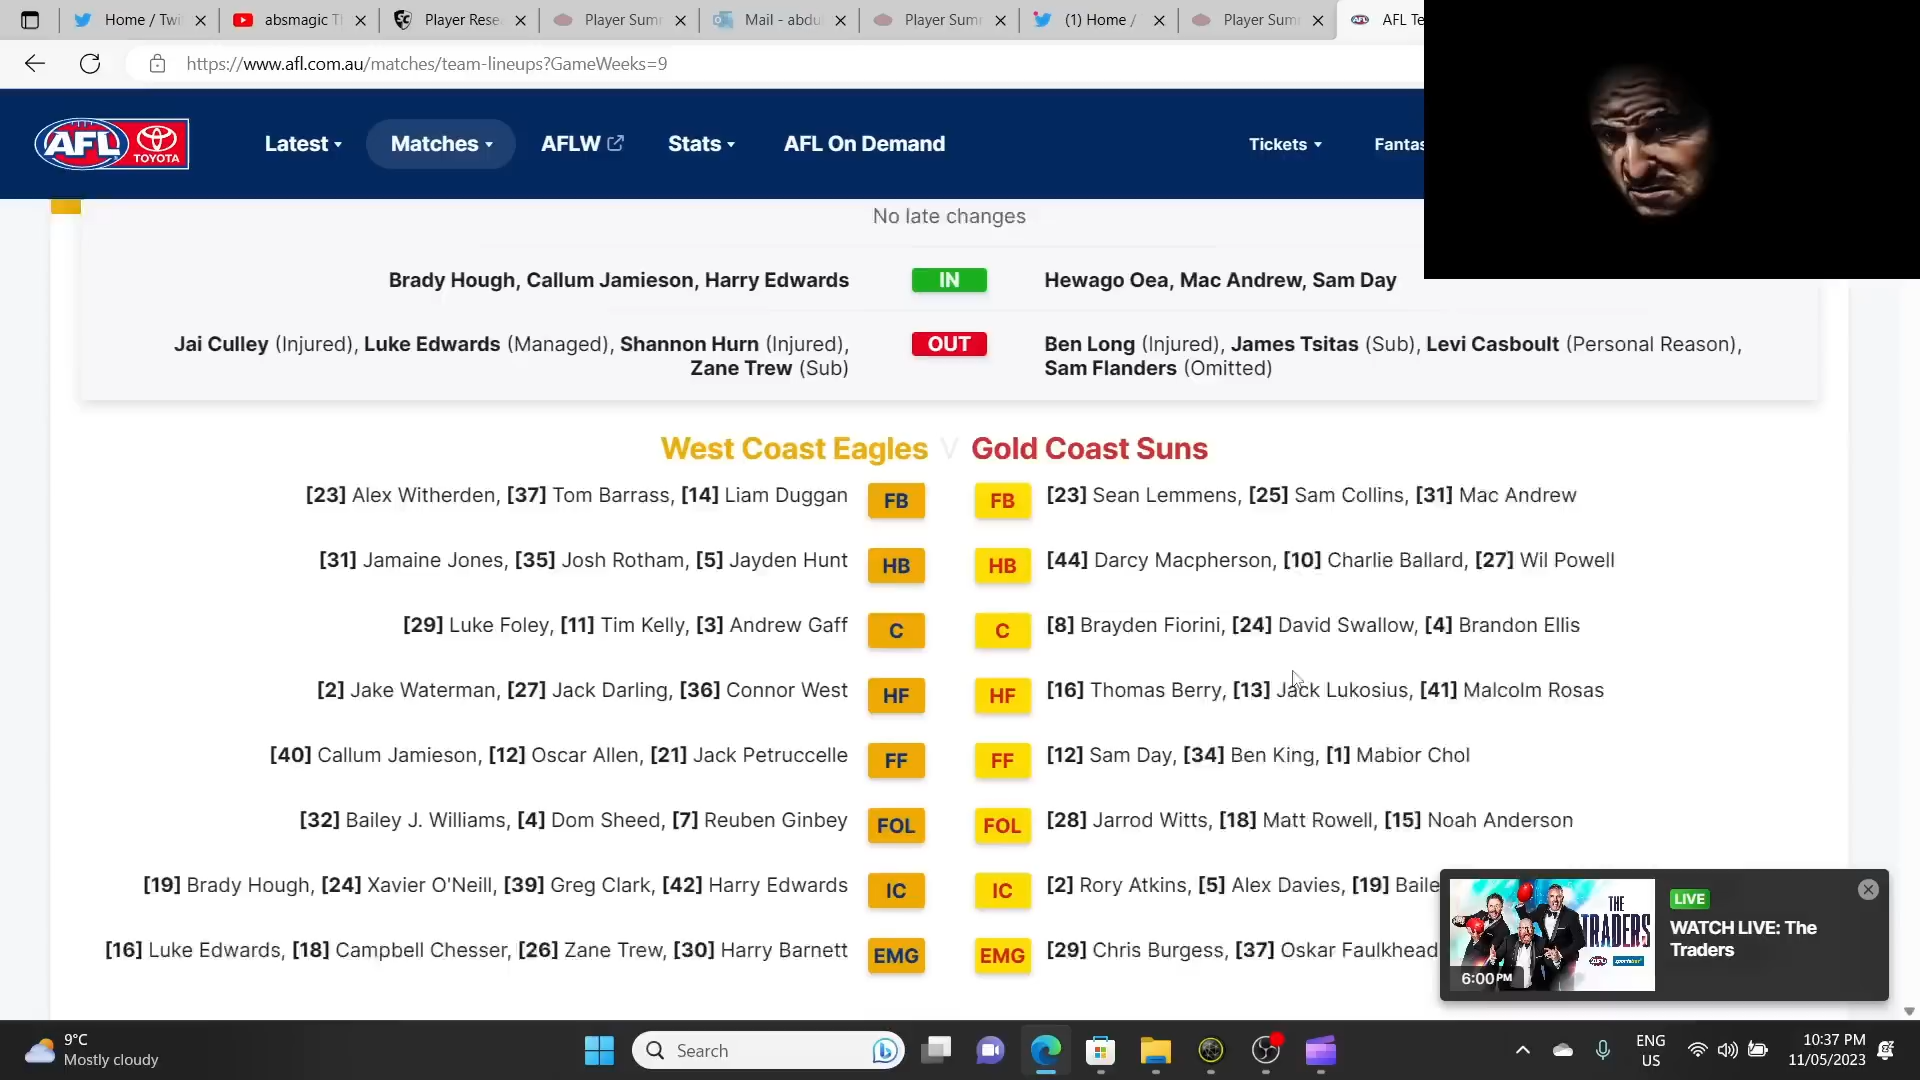 Home / Twi
absmagic T
Player Rese
Player Sum
Mail - abdu
Player Sum
(1) Home /
Player Sum
AFL Te
https://www.afl.com.au/matches/team-lineups?GameWeeks=9
AFL TOYOTA
Latest
Matches
AFLW
Stats
AFL On Demand
Tickets
Fantas
No late changes
Brady Hough, Callum Jamieson, Harry Edwards IN Hewago Oea, Mac Andrew, Sam Day
Jai Culley (Injured), Luke Edwards (Managed), Shannon Hurn (Injured),
Zane Trew (Sub)
OUT
Ben Long (Injured), James Tsitas (Sub), Levi Casboult (Personal Reason),
Sam Flanders (Omitted)
West Coast Eagles V Gold Coast Suns
[23] Alex Witherden, [37] Tom Barrass, [14] Liam Duggan FB FB [23] Sean Lemmens, [25] Sam Collins, [31] Mac Andrew
[31] Jamaine Jones, [35] Josh Rotham, [5] Jayden Hunt HB HB [44] Darcy Macpherson, [10] Charlie Ballard, [27] Wil Powell
[29] Luke Foley, [11] Tim Kelly, [3] Andrew Gaff C C [8] Brayden Fiorini, [24] David Swallow, [4] Brandon Ellis
[2] Jake Waterman, [27] Jack Darling, [36] Connor West HF HF [16] Thomas Berry, [13] Jack Lukosius, [41] Malcolm Rosas
[40] Callum Jamieson, [12] Oscar Allen, [21] Jack Petruccelle FF FF [12] Sam Day, [34] Ben King, [1] Mabior Chol
[32] Bailey J. Williams, [4] Dom Sheed, [7] Reuben Ginbey FOL FOL [28] Jarrod Witts, [18] Matt Rowell, [15] Noah Anderson
[19] Brady Hough, [24] Xavier O'Neill, [39] Greg Clark, [42] Harry Edwards IC IC [2] Rory Atkins, [5] Alex Davies, [19] Baile
[16] Luke Edwards, [18] Campbell Chesser, [26] Zane Trew, [30] Harry Barnett EMG EMG [29] Chris Burgess, [37] Oskar Faulkhead
THE
TRADERS
6:00PM
LIVE
WATCH LIVE: The
Traders
9°C
Mostly cloudy
Search
ENG
US
10:37 PM
11/05/2023